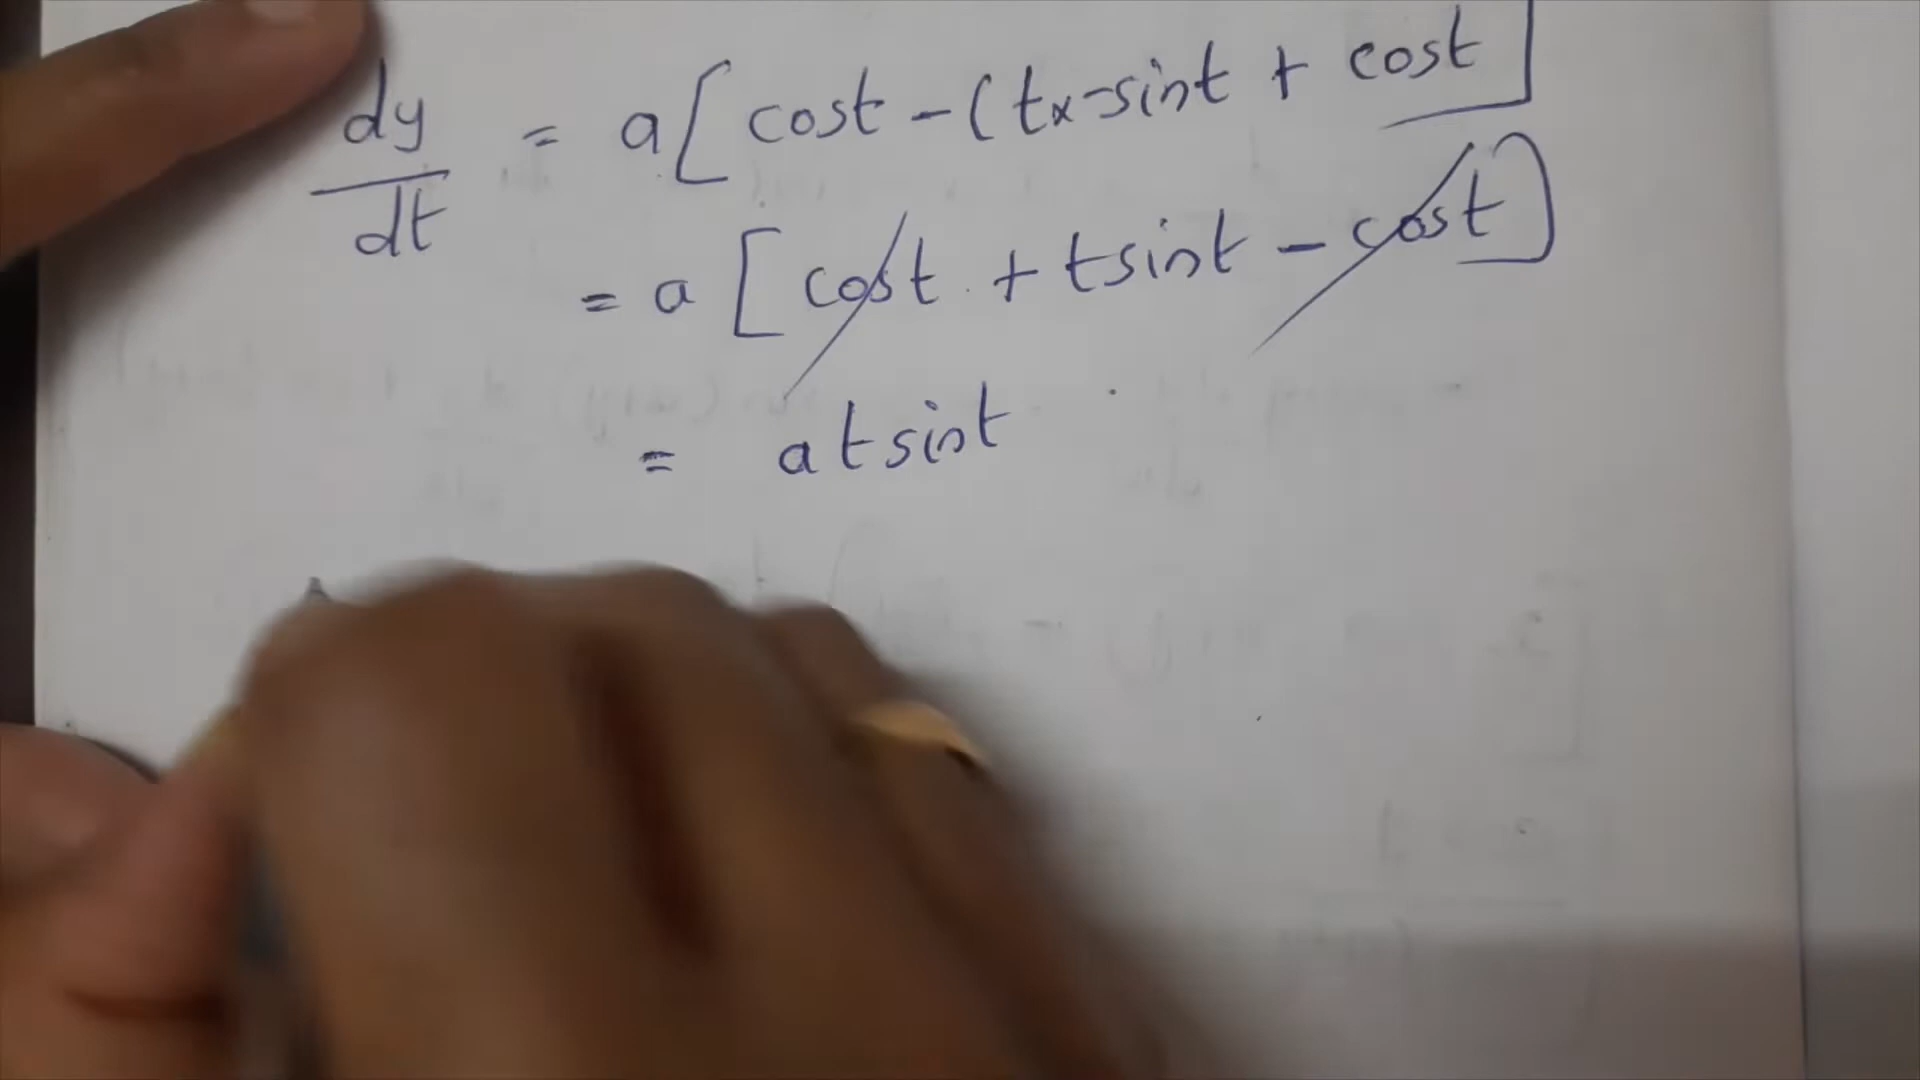 dy/dt = a[cost - (t x -sint + cost]
= a[cost + tsint - cost]
= atsint